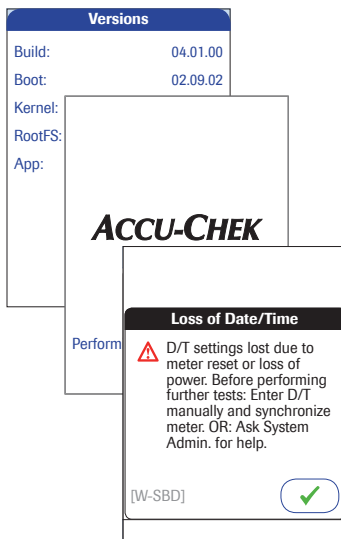 Versions
Build: 04.01.00
Boot: 02.09.02
Kernel:
RootFS:
App:
ACCU-CHEK
Perform
Loss of Date/Time
D/T settings lost due to
meter reset or loss of
power. Before performing
further tests: Enter D/T
manually and synchronize
meter. OR: Ask System
Admin. for help.
[W-SBD]